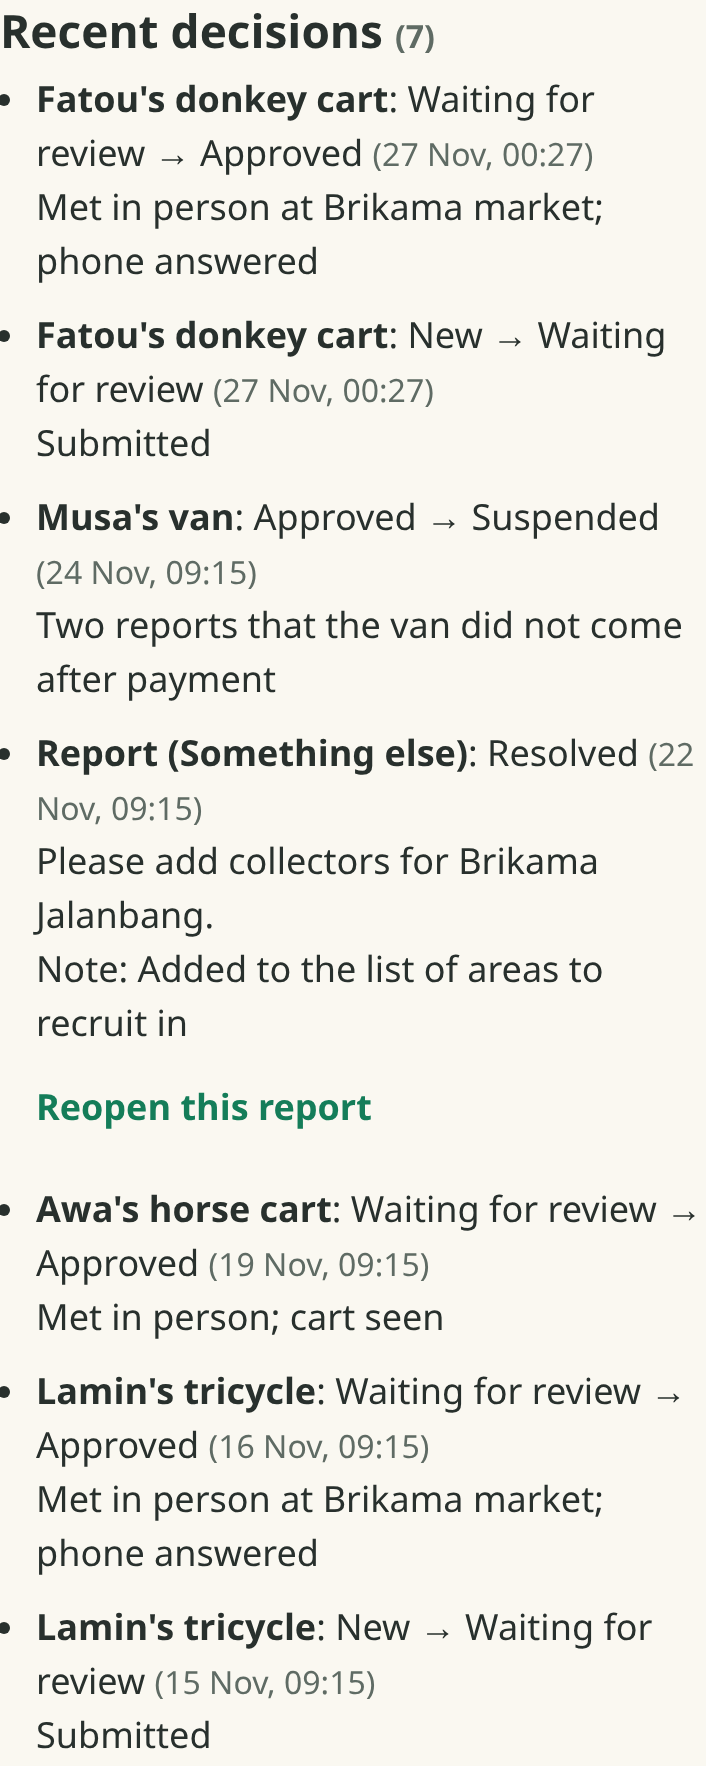 Recent decisions (7)
Fatou's donkey cart: Waiting for
review → Approved (27 Nov, 00:27)
Met in person at Brikama market;
phone answered
Fatou's donkey cart: New → Waiting
for review (27 Nov, 00:27)
Submitted
Musa's van: Approved → Suspended
(24 Nov, 09:15)
Two reports that the van did not come
after payment
Report (Something else): Resolved (22
Nov, 09:15)
Please add collectors for Brikama
Jalanbang.
Note: Added to the list of areas to
recruit in
Reopen this report
Awa's horse cart: Waiting for review →
Approved (19 Nov, 09:15)
Met in person; cart seen
Lamin's tricycle: Waiting for review →
Approved (16 Nov, 09:15)
Met in person at Brikama market;
phone answered
Lamin's tricycle: New → Waiting for
review (15 Nov, 09:15)
Submitted